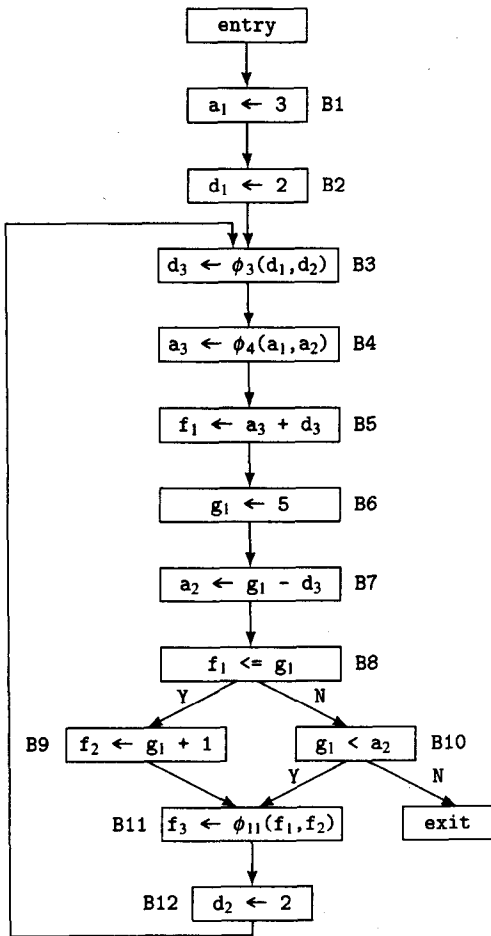 entry
a₁ ← 3 B1
d₁ ← 2 B2
d₃ ← ϕ₃(d₁,d₂) B3
a₃ ← ϕ₄(a₁,a₂) B4
f₁ ← a₃ + d₃ B5
g₁ ← 5 B6
a₂ ← g₁ - d₃ B7
f₁ <= g₁ B8
Y N
B9 f₂ ← g₁ + 1 g₁ < a₂ B10
Y N
B11 f₃ ← ϕ₁₁(f₁,f₂) exit
B12 d₂ ← 2